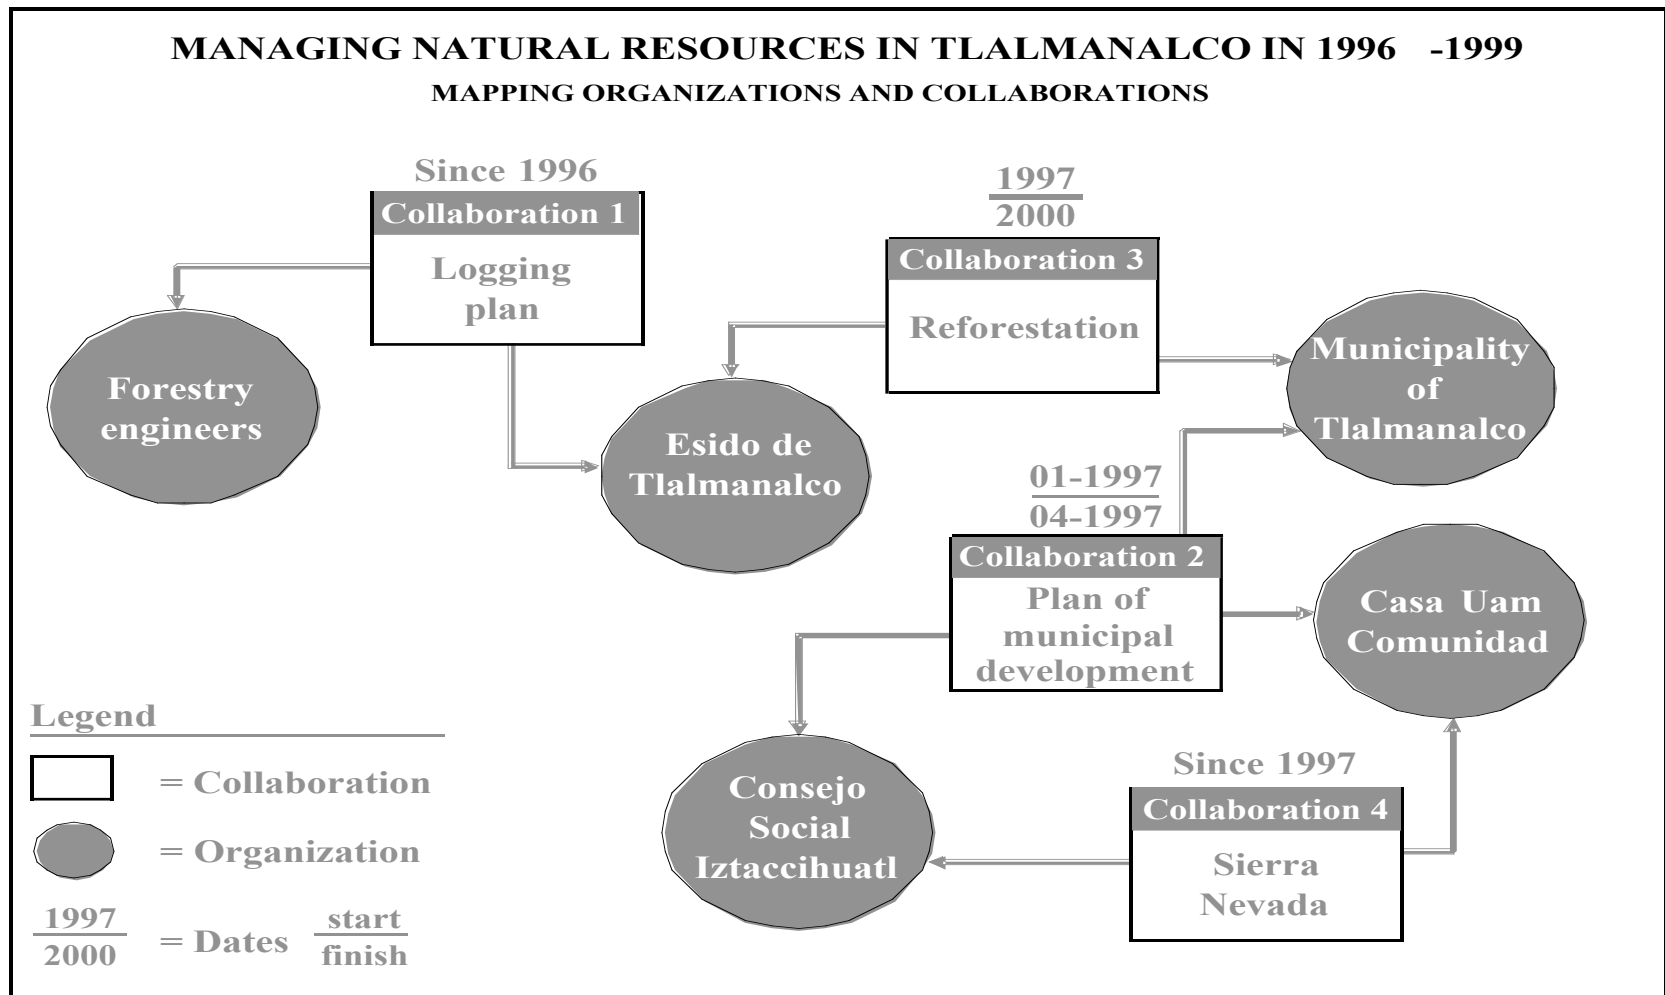 MANAGING NATURAL RESOURCES IN TLALMANALCO IN 1996 -1999
MAPPING ORGANIZATIONS AND COLLABORATIONS
Since 1996
Collaboration 1
Logging
plan
1997
2000
Collaboration 3
Reforestation
Forestry
engineers
Esido de
Tlalmanalco
Municipality
of
Tlalmanalco
01-1997
04-1997
Collaboration 2
Plan of
municipal
development
Casa Uam
Comunidad
Consejo
Social
Iztaccihuatl
Since 1997
Collaboration 4
Sierra
Nevada
Legend
= Collaboration
= Organization
1997
2000
= Dates
start
finish